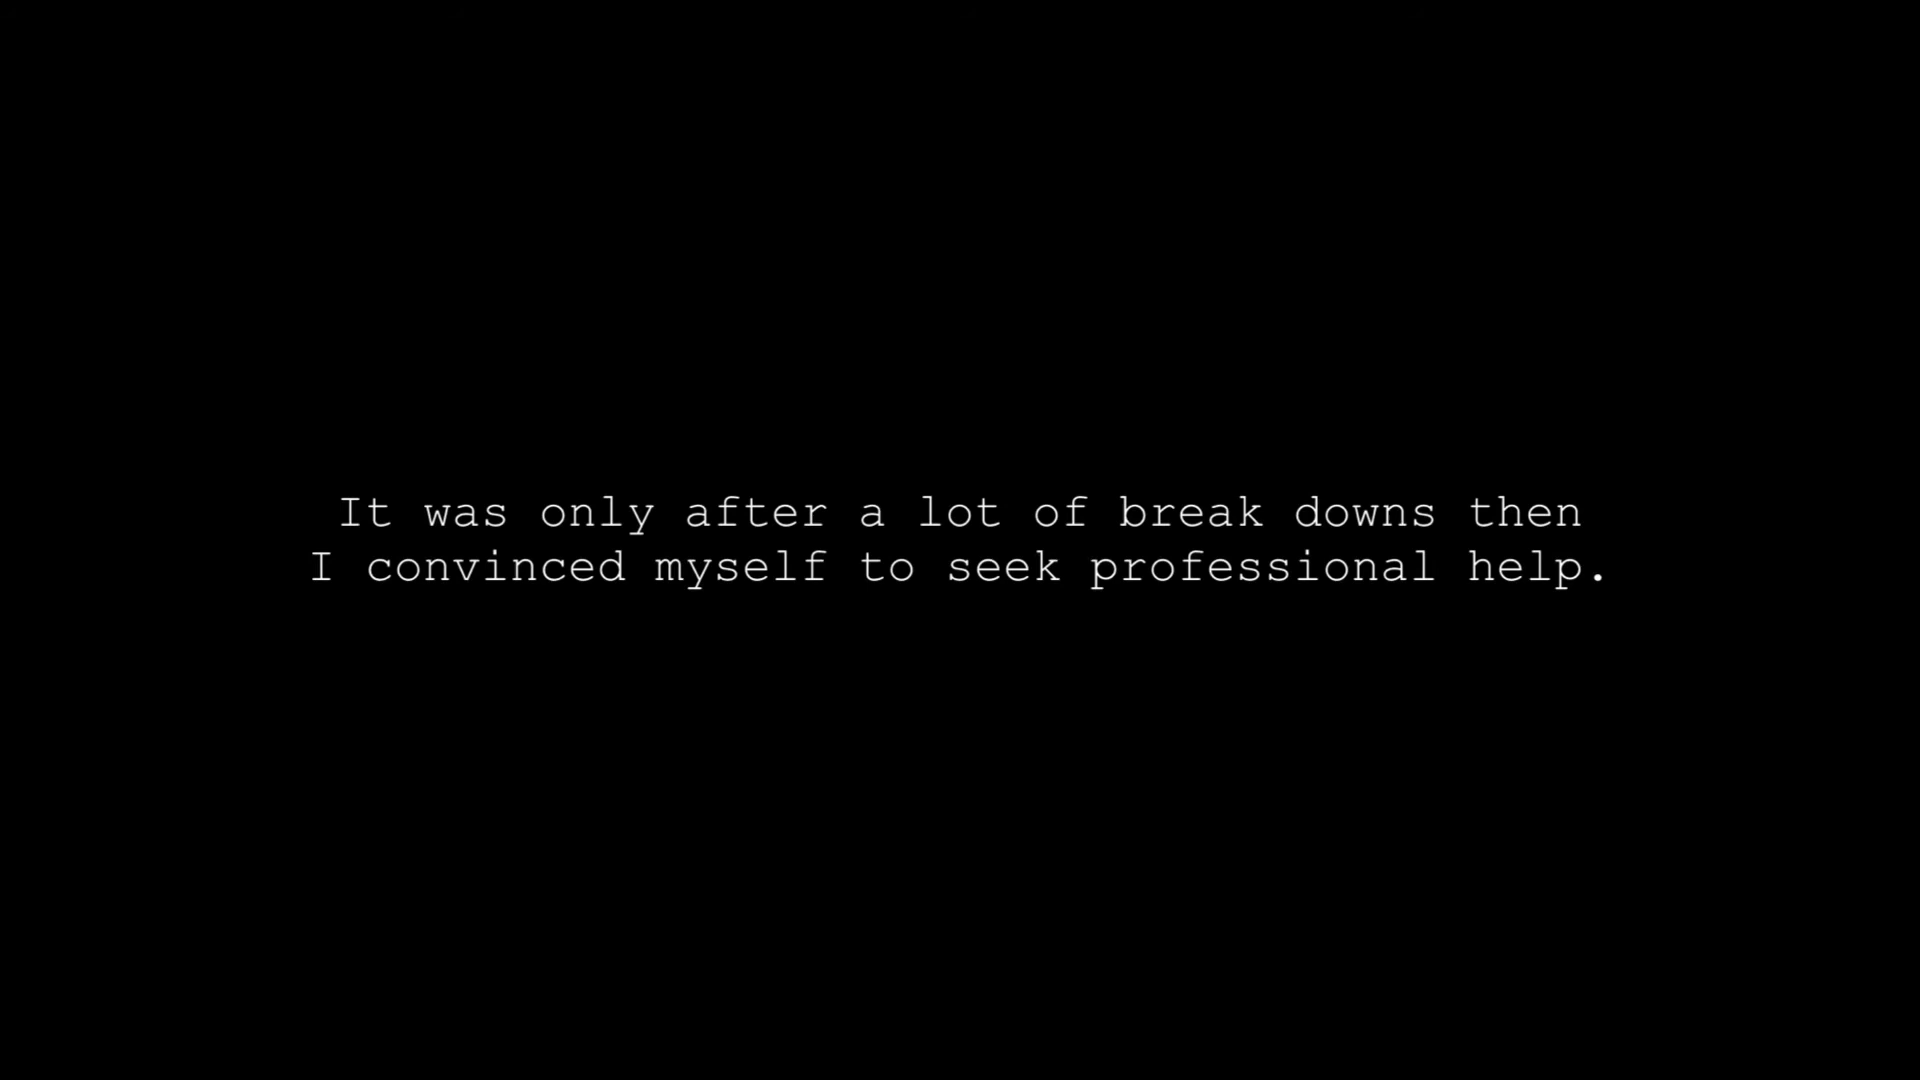 It was only after a lot of break downs then
I convinced myself to seek professional help.